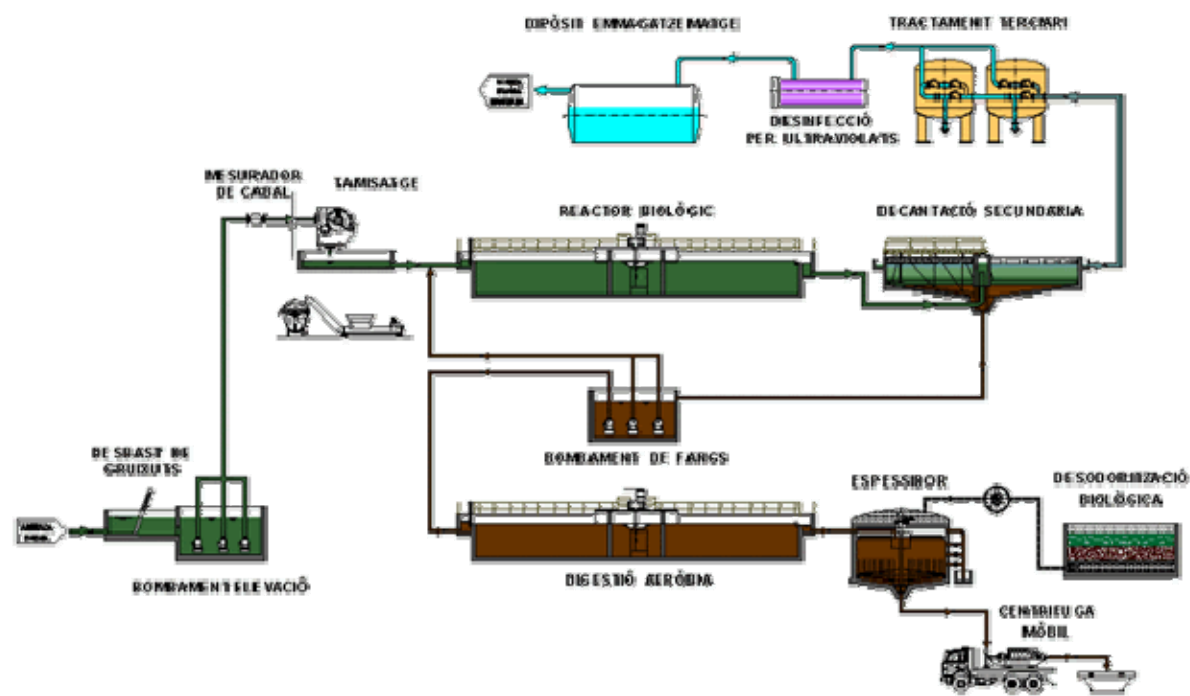 DIPÒSIT EMMAGATZEMATGE
TRACTAMENT TERCIARI
DESINFECCIÓ
PER ULTRAVIOLATS
MESURADOR
DE CABAL
TAMISATGE
REACTOR BIOLÒGIC
DECANTACIÓ SECUNDARIA
DESBAST DE
GRUIXUTS
BOMBAMENT DE FANGS
ESPESSIDOR
DESODORITZACIÓ
BIOLÒGICA
BOMBAMENT ELEVACIÓ
DIGESTIÓ AERÒBIA
CENTRIFUGA
MÒBIL